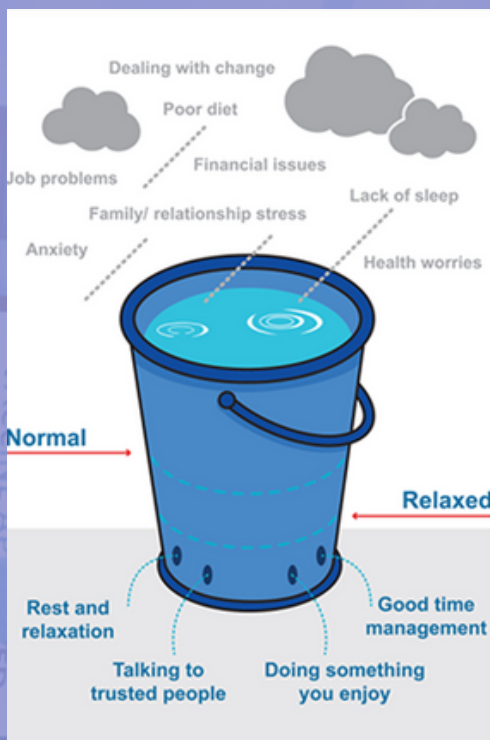 Dealing with change
Poor diet
Financial issues
Job problems
Lack of sleep
Family/ relationship stress
Anxiety
Health worries
Normal
Relaxed
Rest and
relaxation
Good time
management
Talking to
trusted people
Doing something
you enjoy